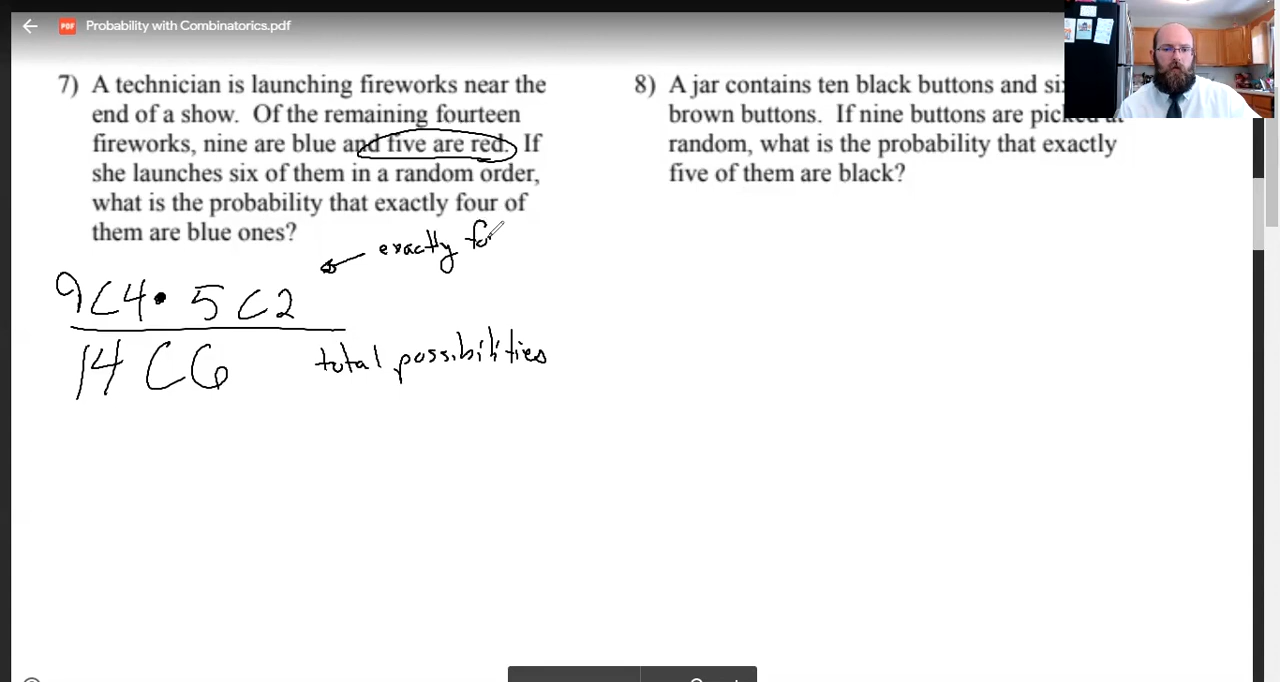 Probability with Combinatorics.pdf
7) A technician is launching fireworks near the
end of a show. Of the remaining fourteen
fireworks, nine are blue and five are red. If
she launches six of them in a random order,
what is the probability that exactly four of
them are blue ones?
exactly fo
9C4 • 5C2
14C6 total possibilities
8) A jar contains ten black buttons and
brown buttons. If nine buttons are
random, what is the probability that exactly
five of them are black?